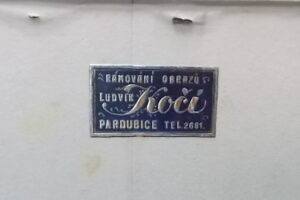 RÁMOVÁNÍ OBRAZŮ
LUDVÍK Kočí
PARDUBICE TEL. 2681.